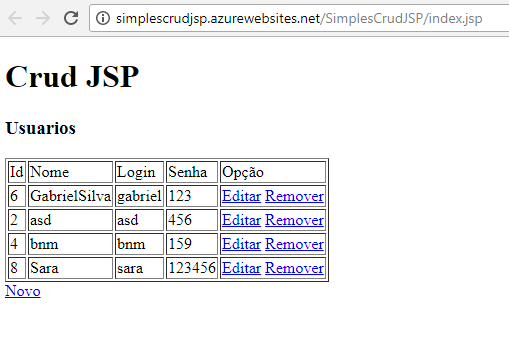 simplescrudjsp.azurewebsites.net/SimplesCrudJSP/index.jsp
Crud JSP
Usuarios
Id Nome Login Senha Opção
6 GabrielSilva gabriel 123 Editar Remover
2 asd asd 456 Editar Remover
4 bnm bnm 159 Editar Remover
8 Sara sara 123456 Editar Remover
Novo